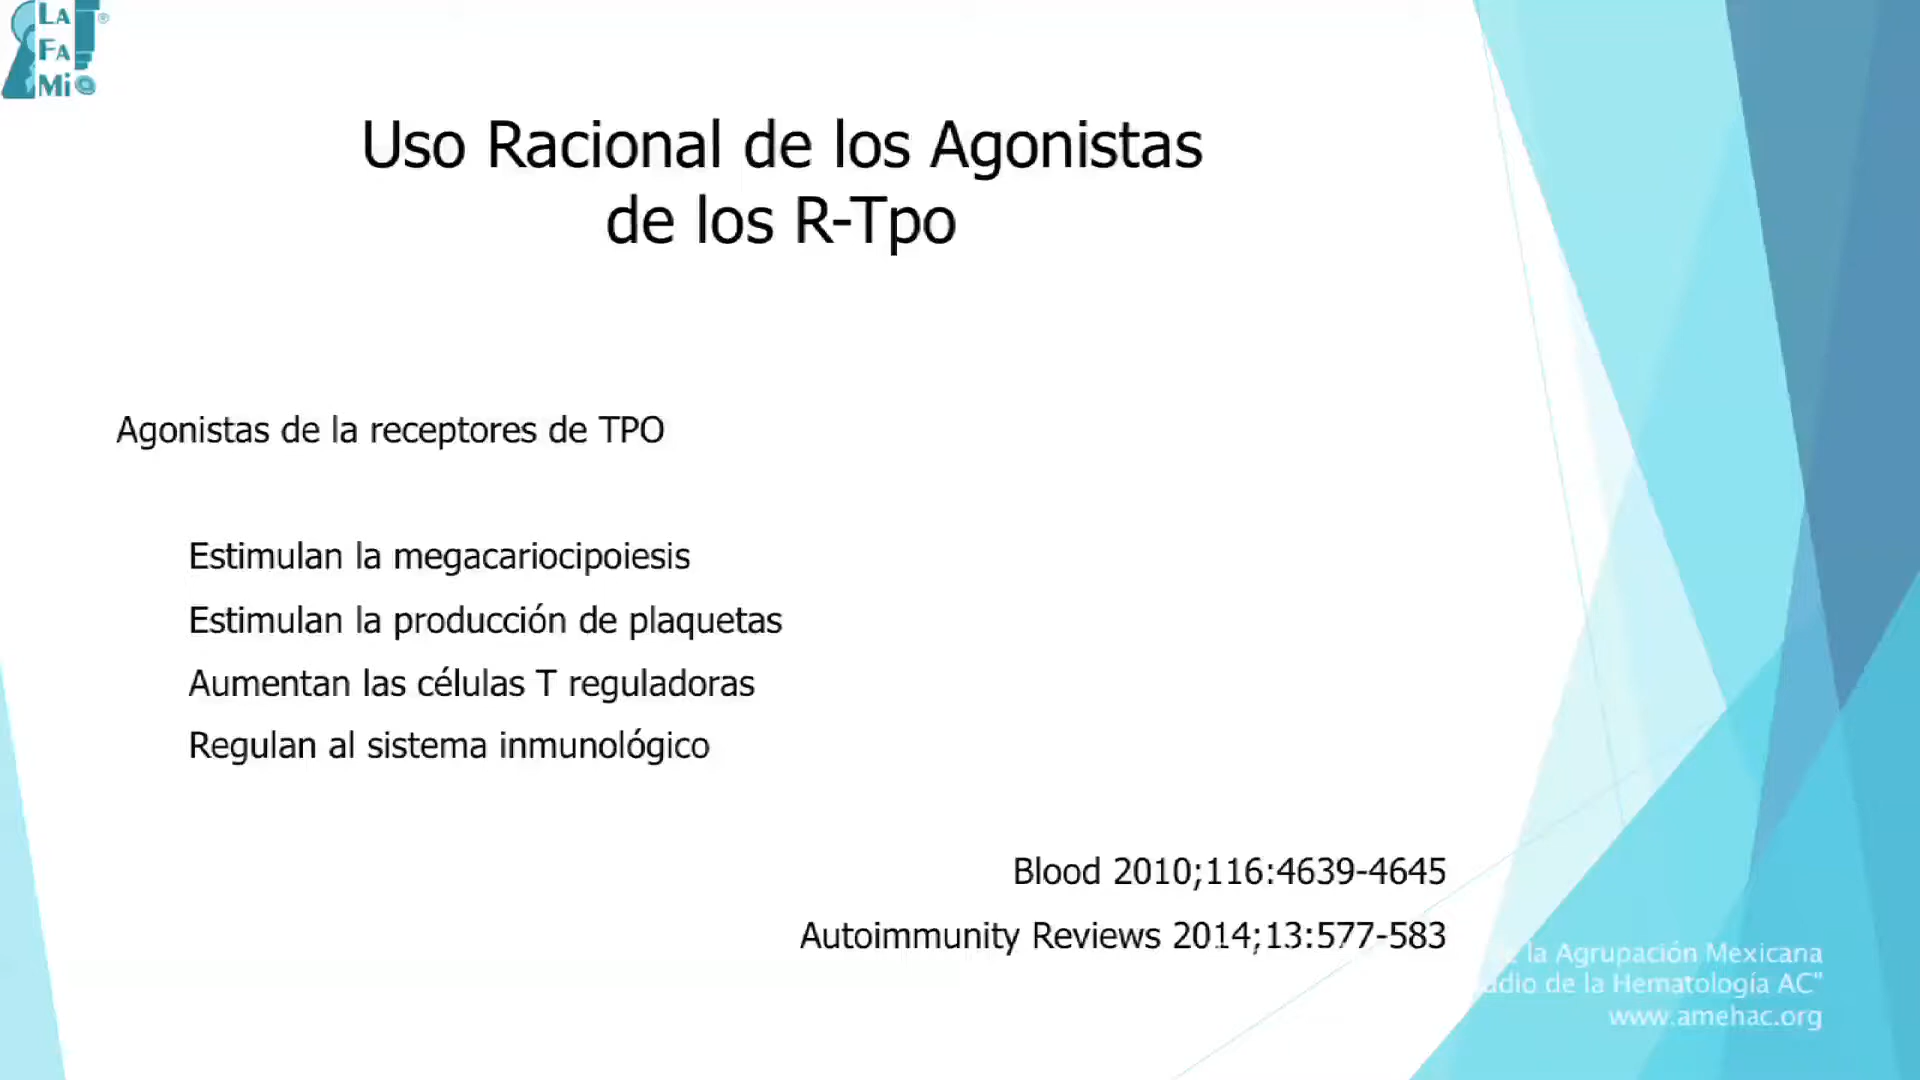 LA
FA
Mi
®
Uso Racional de los Agonistas
de los R-Tpo
Agonistas de la receptores de TPO
Estimulan la megacariocipoiesis
Estimulan la producción de plaquetas
Aumentan las células T reguladoras
Regulan al sistema inmunológico
Blood 2010;116:4639-4645
Autoimmunity Reviews 2014;13:577-583
la Agrupación Mexicana
de la Hematología AC"
www.amehac.org